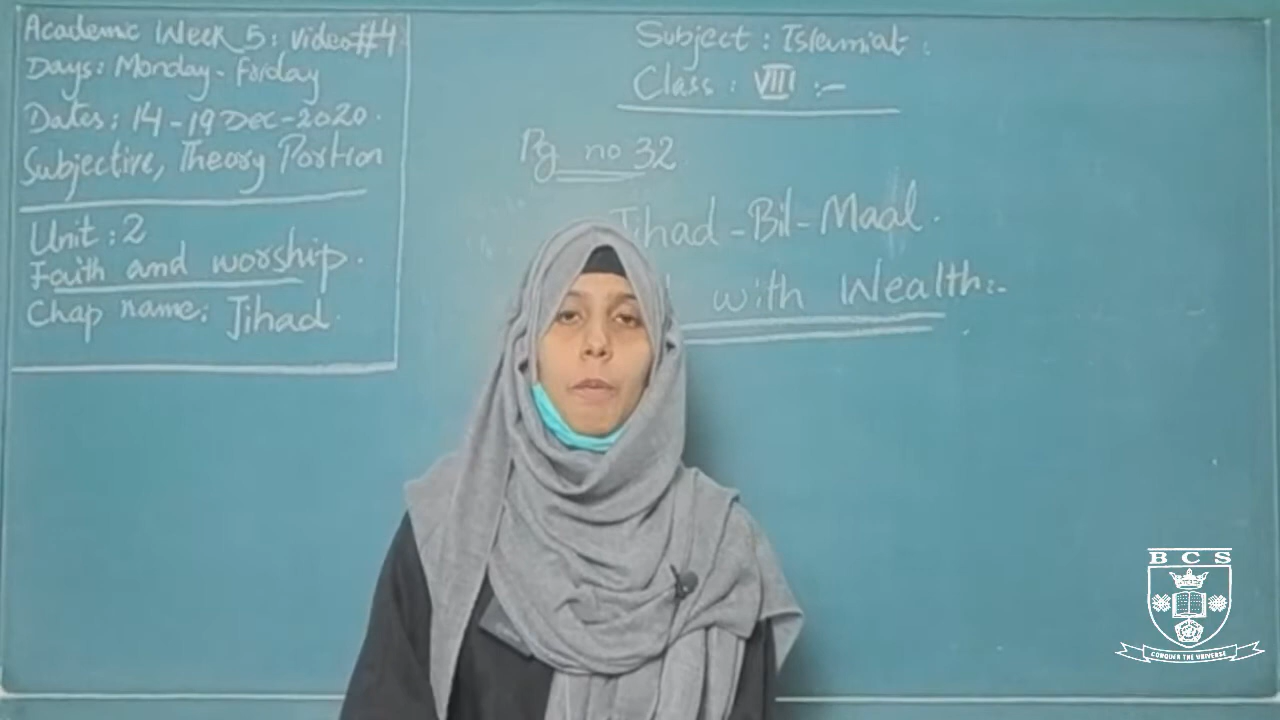 Academic Week 5: video#4
Days: Monday-Friday
Dates: 14-19 Dec-2020.
Subjective, Theory Portion
Unit: 2
Faith and worship.
Chap name: Jihad.
Subject: Islamiat:
Class: VIII :-
Pg no 32.
Jihad-Bil-Maal.
with Wealth:-
BCS
CONQUER THE UNIVERSE